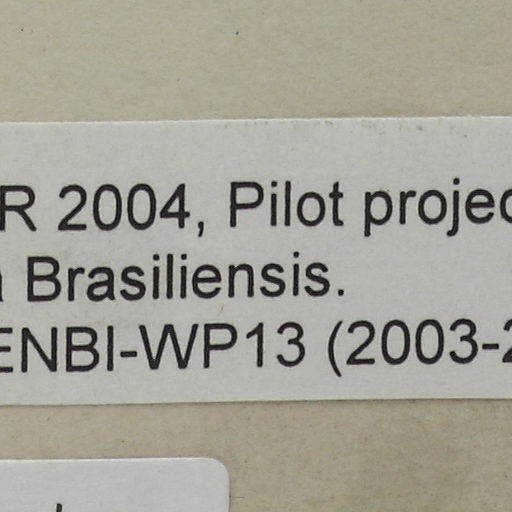 R 2004, Pilot projec
a Brasiliensis.
ENBI-WP13 (2003-2